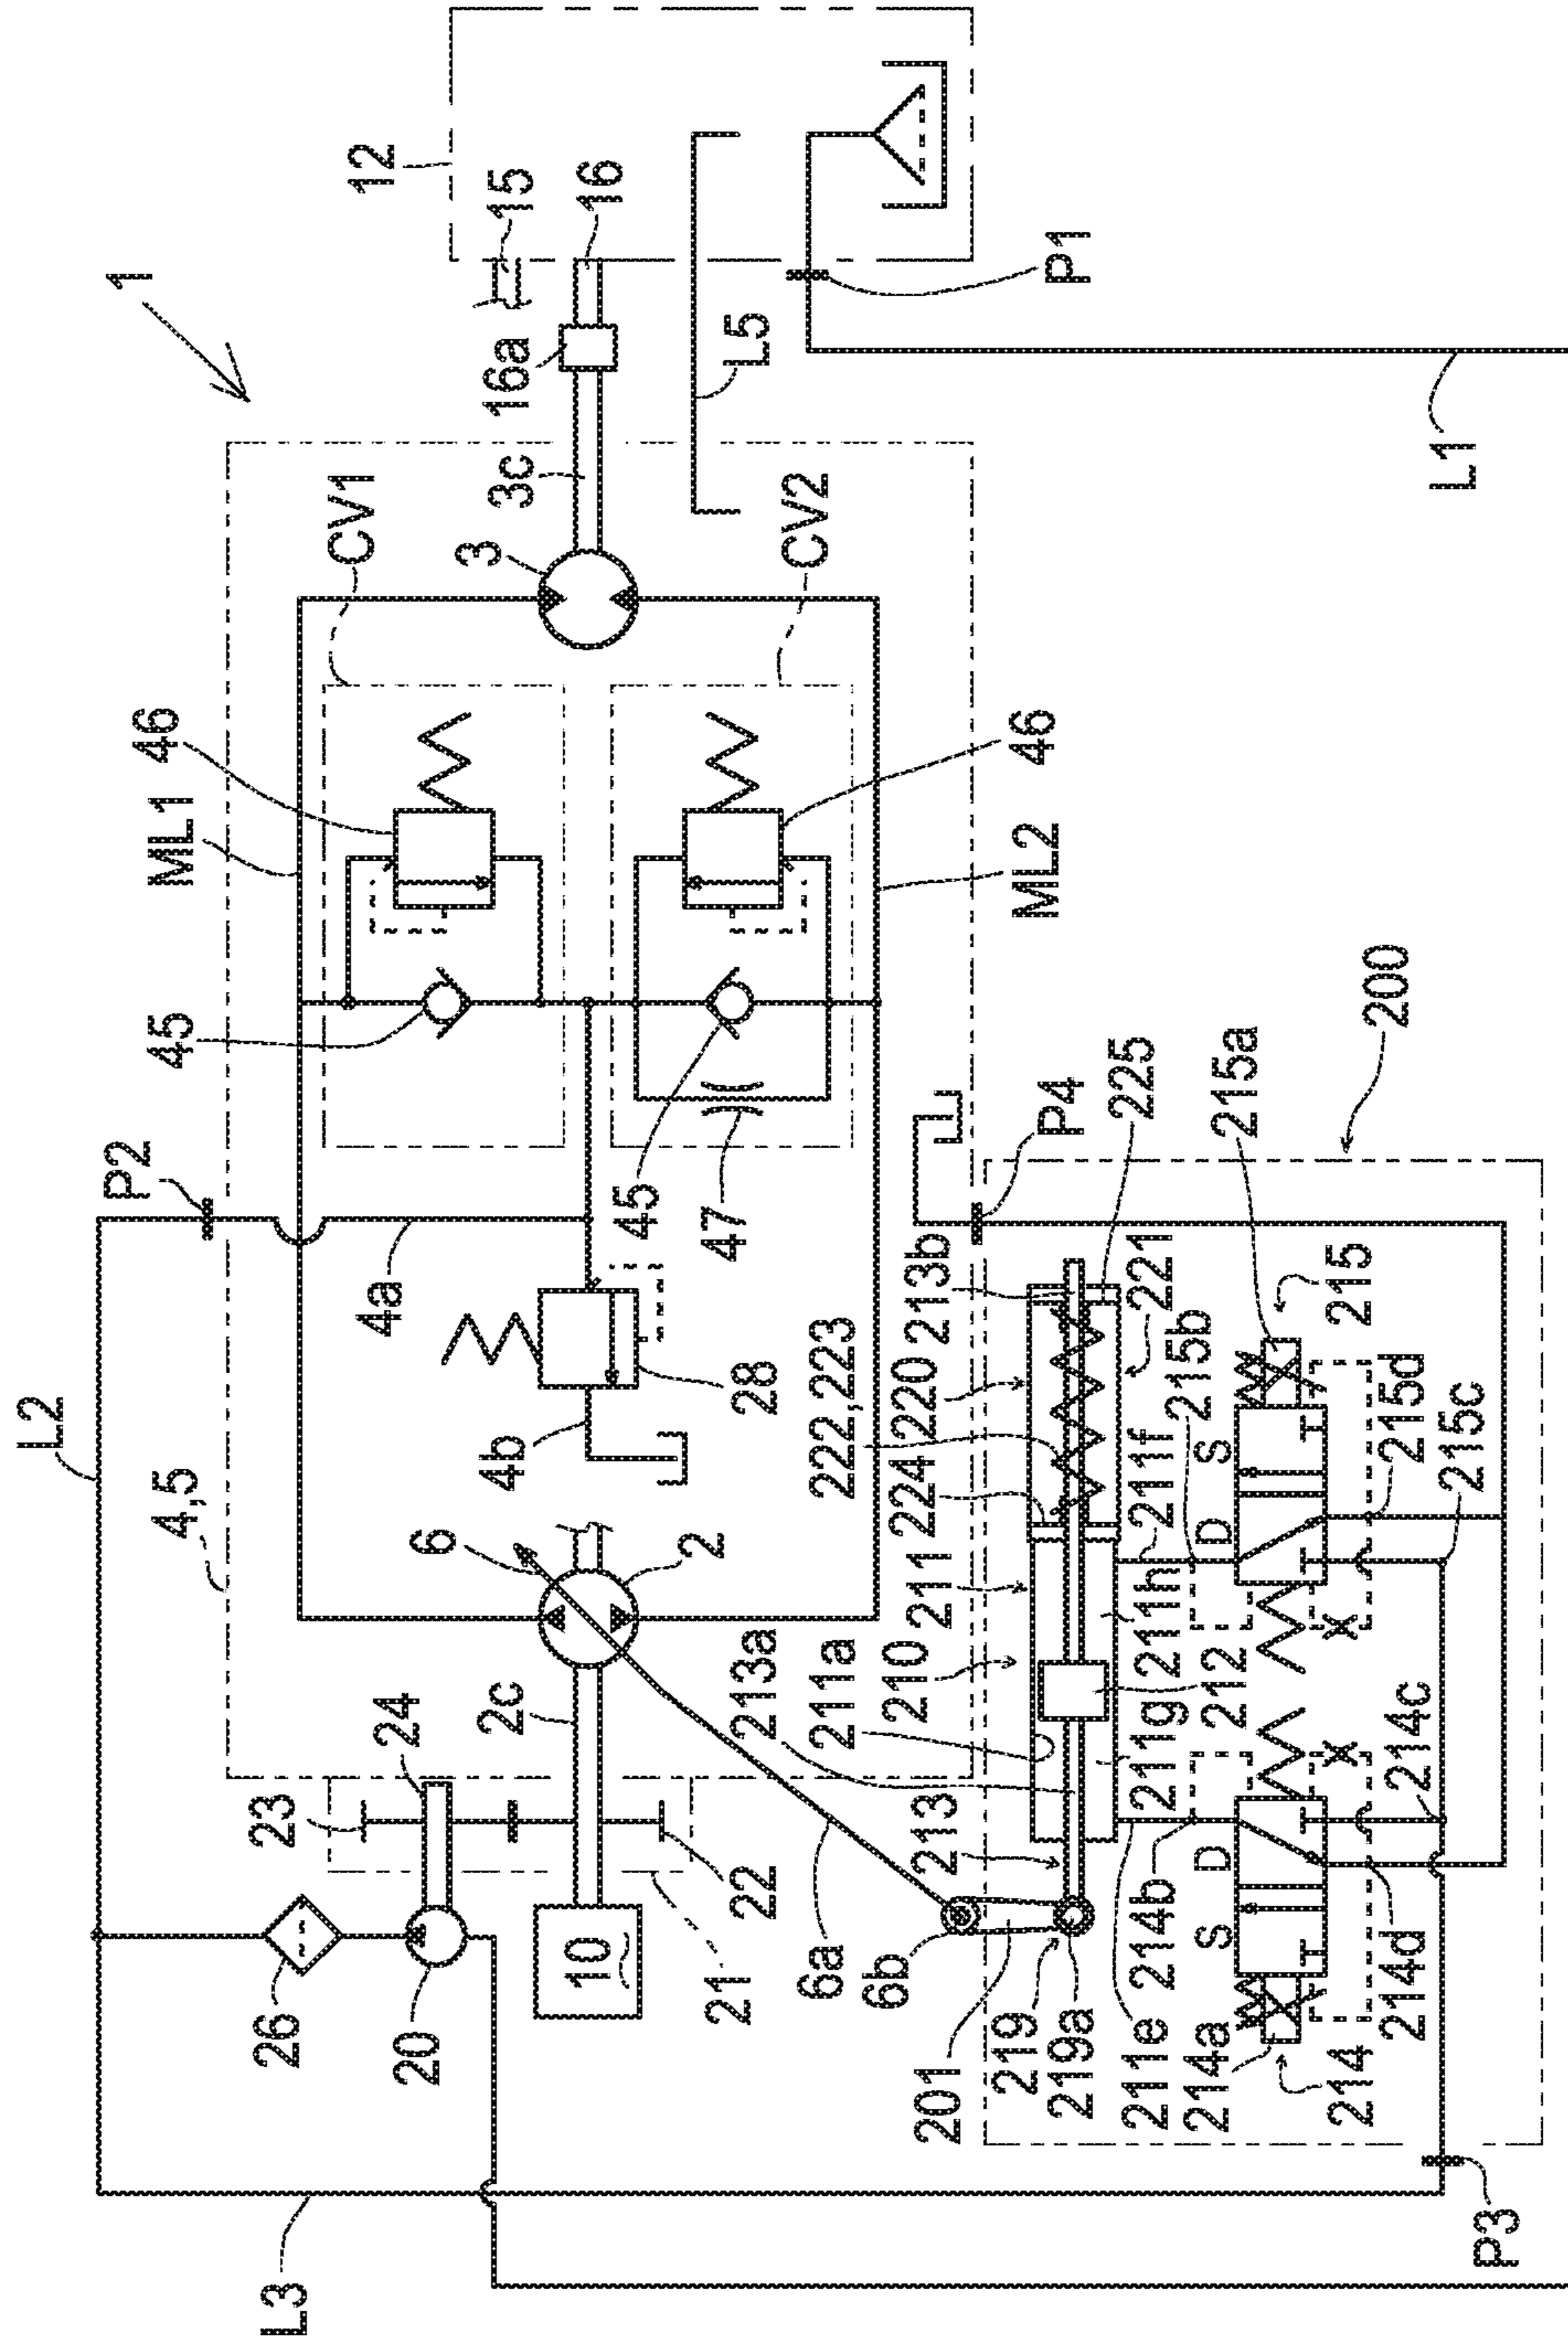 1
12
15
16
16a
3c
3
L5
P1
L1
CV1
CV2
46
46
ML1
ML2
45
45
47
P2
4a
28
4b
L2
4,5
6
2
2c
24
23
22
21
10
26
20
L3
6a
6b
P4
200
225
215a
213b
221
215
215b
220
222,223
224
211f
S
D
215d
215c
211
211h
X
213a
211a
210
212
211g
X
214c
213
214b
D
S
214d
219
219a
201
211e
214a
214
P3